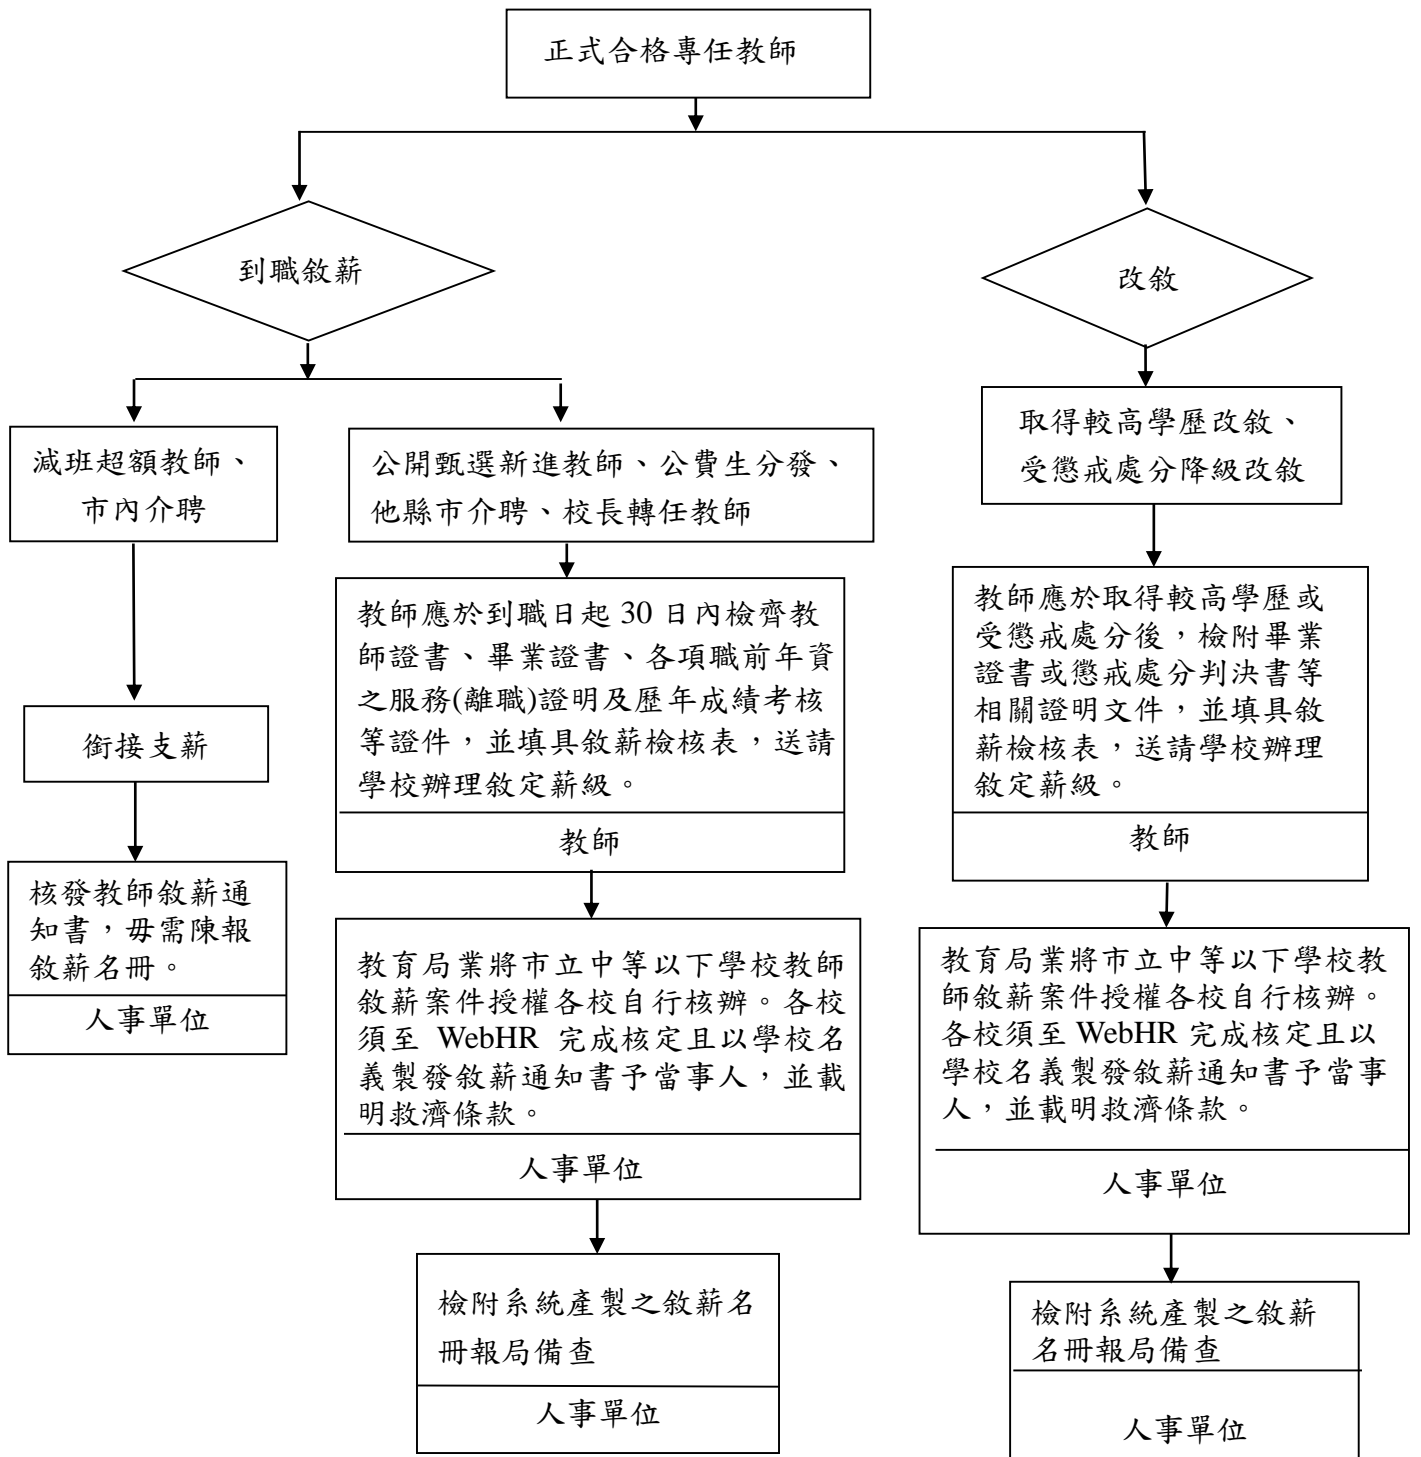 正式合格專任教師
到職敘薪
改敘
減班超額教師、
市內介聘
公開甄選新進教師、公費生分發、
他縣市介聘、校長轉任教師
取得較高學歷改敘、
受懲戒處分降級改敘
銜接支薪
教師應於到職日起 30 日內檢齊教
師證書、畢業證書、各項職前年資
之服務(離職)證明及歷年成績考核
等證件，並填具敘薪檢核表，送請
學校辦理敘定薪級。
教師
教師應於取得較高學歷或
受懲戒處分後，檢附畢業
證書或懲戒處分判決書等
相關證明文件，並填具敘
薪檢核表，送請學校辦理
敘定薪級。
教師
核發教師敘薪通
知書，毋需陳報
敘薪名冊。
人事單位
教育局業將市立中等以下學校教師
敘薪案件授權各校自行核辦。各校
須至 WebHR 完成核定且以學校名
義製發敘薪通知書予當事人，並載
明救濟條款。
人事單位
教育局業將市立中等以下學校教
師敘薪案件授權各校自行核辦。
各校須至 WebHR 完成核定且以
學校名義製發敘薪通知書予當事
人，並載明救濟條款。
人事單位
檢附系統產製之敘薪名
冊報局備查
人事單位
檢附系統產製之敘薪
名冊報局備查
人事單位